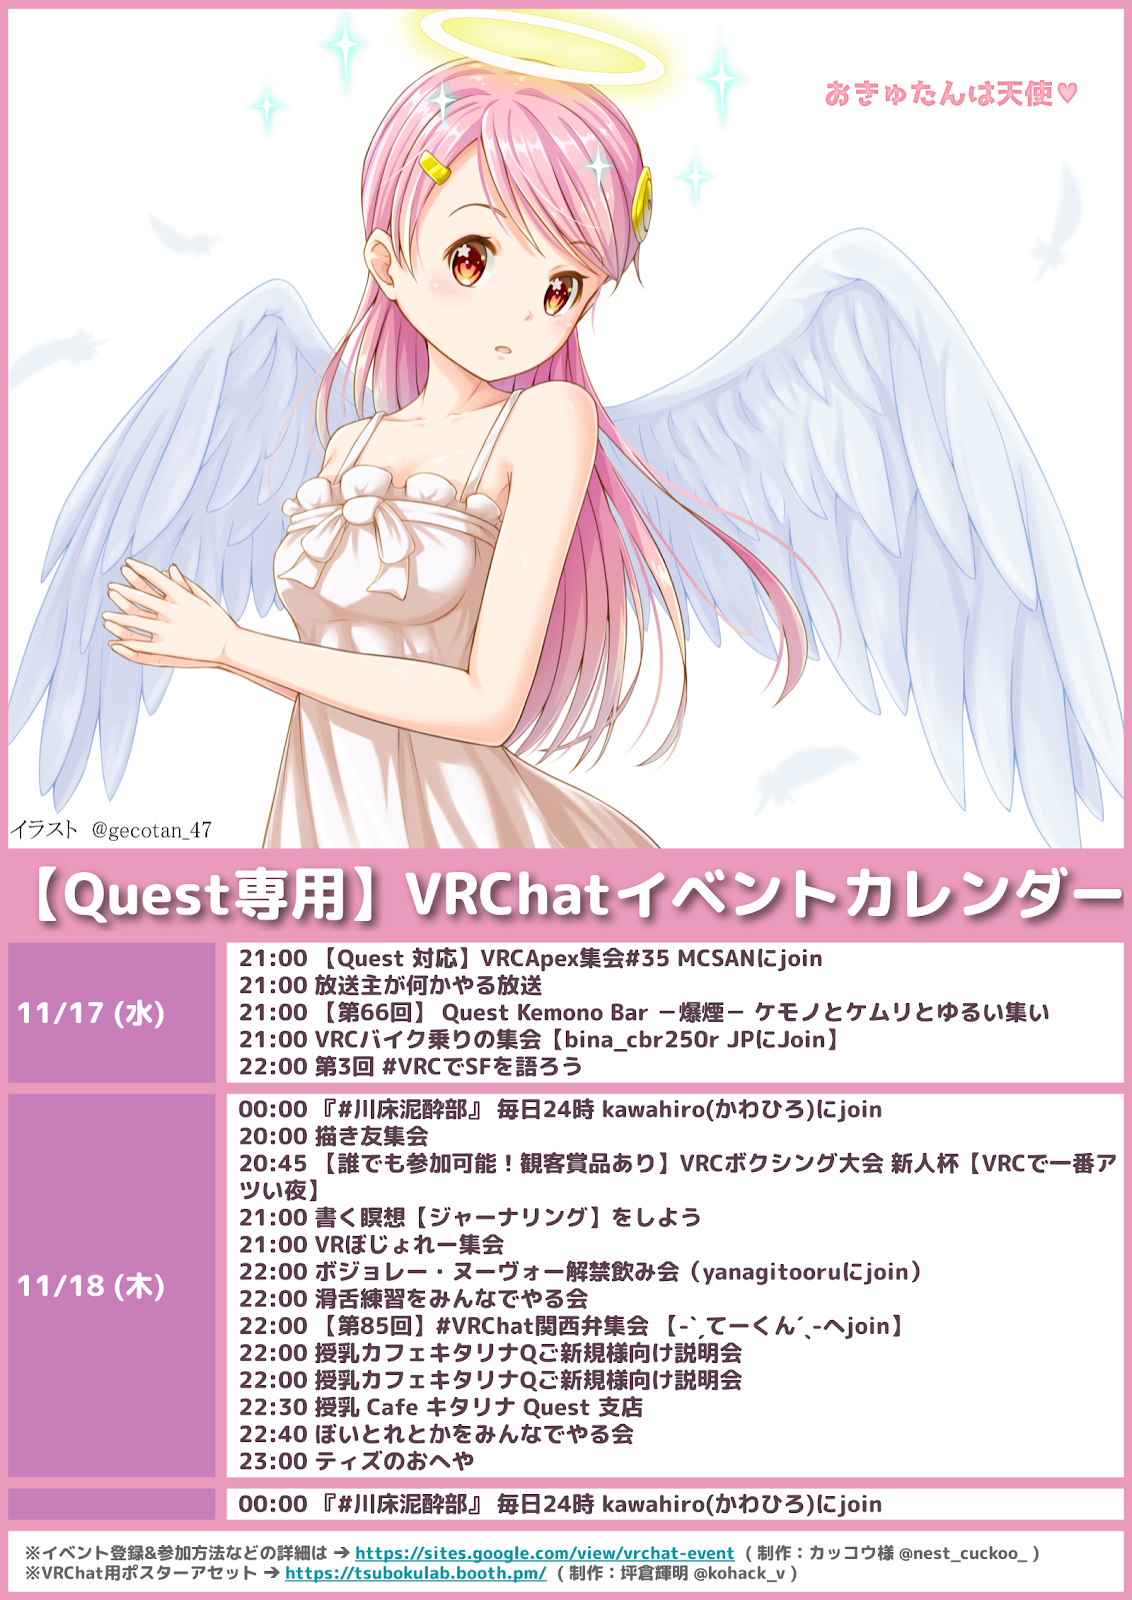 おきゅたんは天使♥
イラスト @gecotan_47
【Quest専用】VRChatイベントカレンダー
11/17 (水)
21:00 【Quest 対応】VRCApex集会#35 MCSANにjoin
21:00 放送主が何かやる放送
21:00 【第66回】 Quest Kemono Bar －爆煙－ ケモノとケムリとゆるい集い
21:00 VRCバイク乗りの集会【bina_cbr250r JPにJoin】
22:00 第3回 #VRCでSFを語ろう
11/18 (木)
00:00 『#川床泥酔部』 毎日24時 kawahiro(かわひろ)にjoin
20:00 描き友集会
20:45 【誰でも参加可能！観客賞品あり】VRCボクシング大会 新人杯【VRCで一番ア
ツい夜】
21:00 書く瞑想【ジャーナリング】をしよう
21:00 VRぼじょれー集会
22:00 ボジョレー・ヌーヴォー解禁飲み会（yanagitooruにjoin）
22:00 滑舌練習をみんなでやる会
22:00 【第85回】#VRChat関西弁集会 【-ˋˏてーくんˊˎ-へjoin】
22:00 授乳カフェキタリナQご新規様向け説明会
22:00 授乳カフェキタリナQご新規様向け説明会
22:30 授乳 Cafe キタリナ Quest 支店
22:40 ぼいとれとかをみんなでやる会
23:00 ティズのおへや
00:00 『#川床泥酔部』 毎日24時 kawahiro(かわひろ)にjoin
※イベント登録&参加方法などの詳細は → https://sites.google.com/view/vrchat-event ( 制作：カッコウ様 @nest_cuckoo_ )
※VRChat用ポスターアセット → https://tsubokulab.booth.pm/ ( 制作：坪倉輝明 @kohack_v )